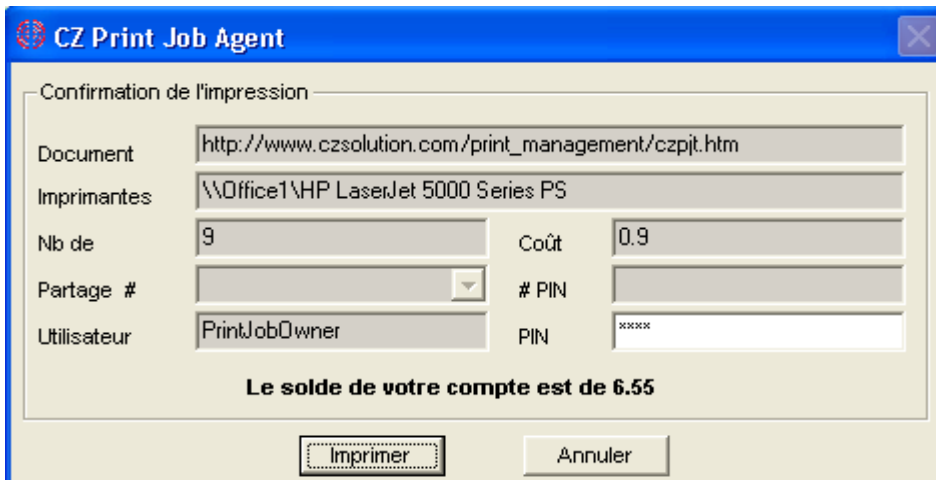 CZ Print Job Agent
Confirmation de l'impression
Document http://www.czsolution.com/print_management/czpjt.htm
Imprimantes \\Office1\HP LaserJet 5000 Series PS
Nb de 9 Coût 0.9
Partage # # PIN
Utilisateur PrintJobOwner PIN ****
Le solde de votre compte est de 6.55
Imprimer Annuler